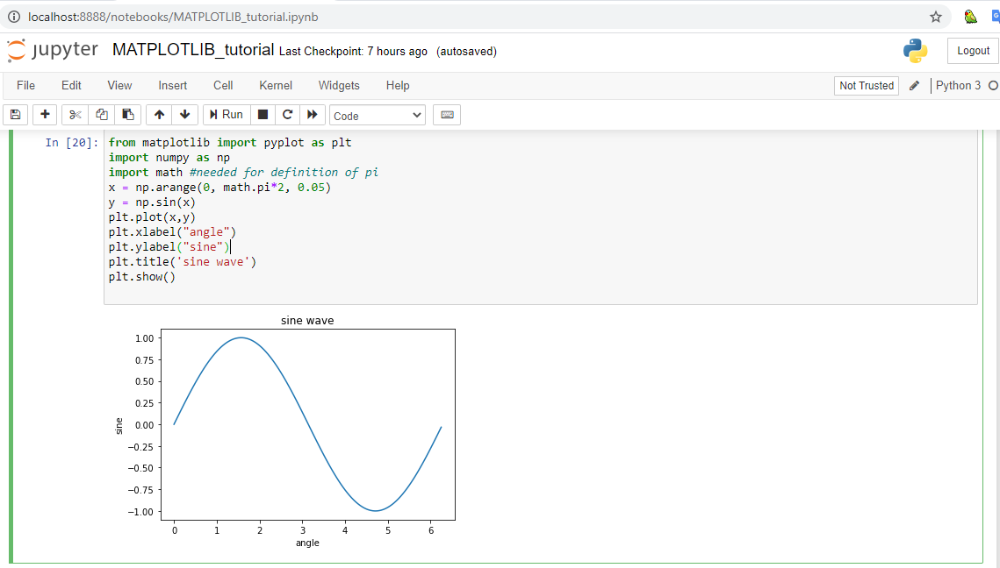 localhost:8888/notebooks/MATPLOTLIB_tutorial.ipynb
jupyter MATPLOTLIB_tutorial Last Checkpoint: 7 hours ago (autosaved) Logout
File Edit View Insert Cell Kernel Widgets Help Not Trusted Python 3
Run Code
In [20]: from matplotlib import pyplot as plt
import numpy as np
import math #needed for definition of pi
x = np.arange(0, math.pi*2, 0.05)
y = np.sin(x)
plt.plot(x,y)
plt.xlabel("angle")
plt.ylabel("sine")
plt.title('sine wave')
plt.show()
sine wave
1.00
0.75
0.50
0.25
0.00
−0.25
−0.50
−0.75
−1.00
sine
0 1 2 3 4 5 6
angle